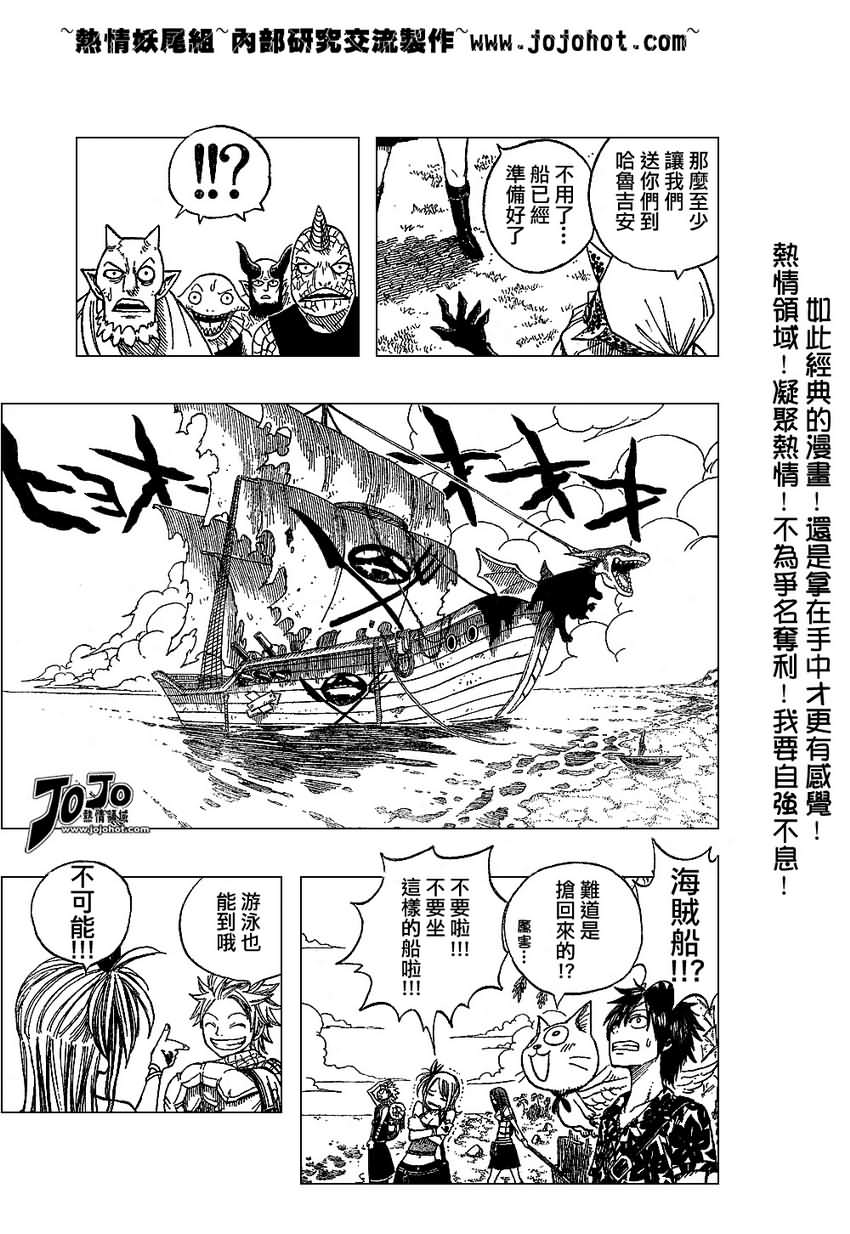 ~熱情妖尾組~內部研究交流製作~www.jojohot.com~
如此經典的漫畫！還是拿在手中才更有感覺！
熱情領域！凝聚熱情！不為爭名奪利！我要自強不息！
那麼至少
讓我們
送你們到
哈魯吉安
不用了…
船已經
準備好了
!!?
海賊船!!?
難道是
搶回來的!?
厲害…
不要啦!!!
不要坐
這樣的船啦!!!
游泳也
能到哦
不可能!!!
JOJO
熱情領域
www.jojohot.com